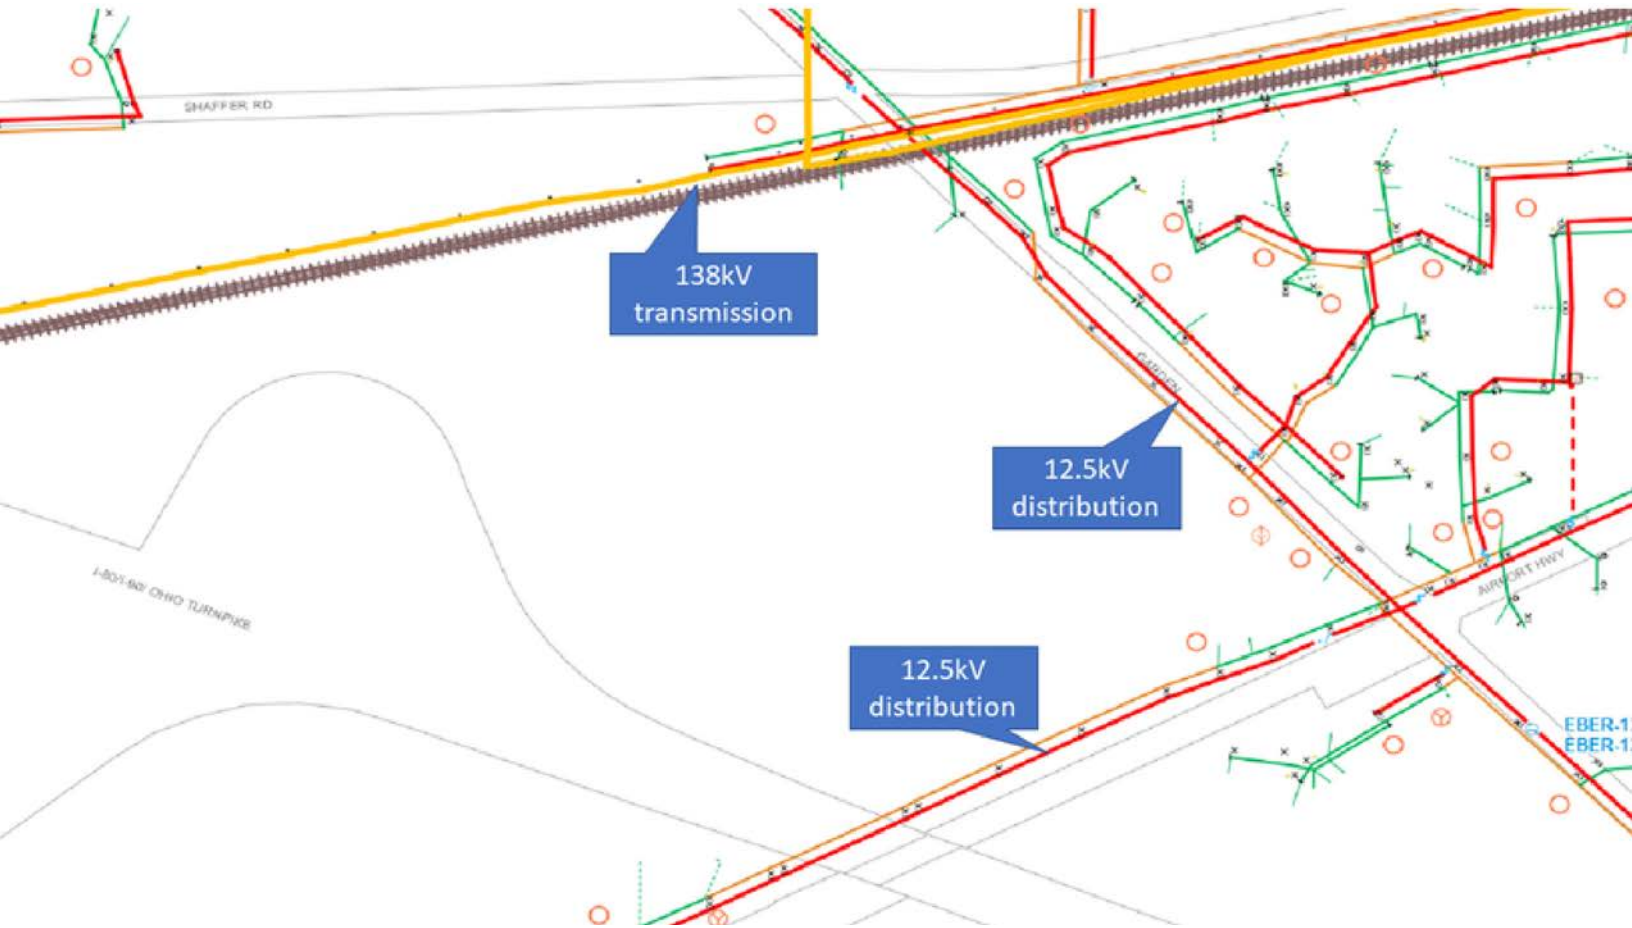 SHAFFER RD
138kV
transmission
GARDEN
12.5kV
distribution
AIRPORT HWY
I-80/I-90/ OHIO TURNPIKE
12.5kV
distribution
EBER-1
EBER-1